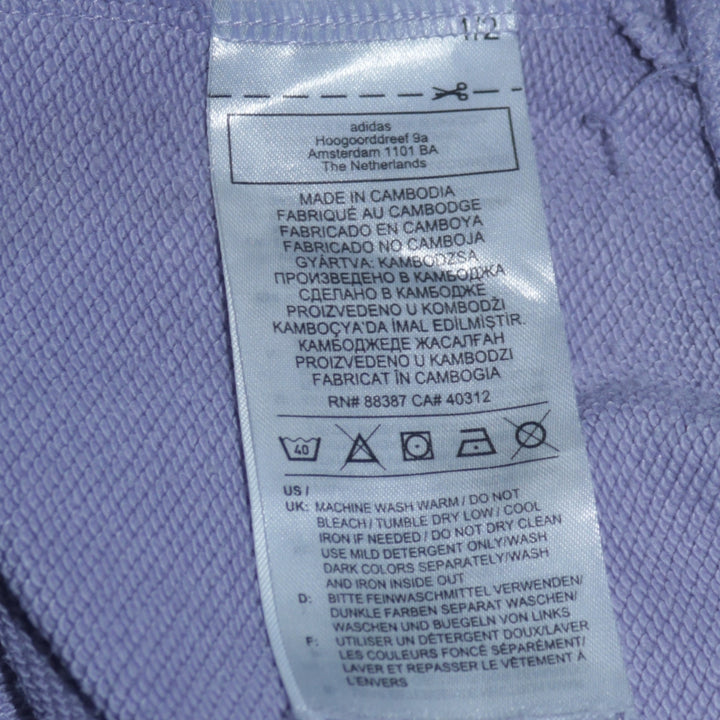 1/2
adidas
Hoogoorddreef 9a
Amsterdam 1101 BA
The Netherlands
MADE IN CAMBODIA
FABRIQUÉ AU CAMBODGE
FABRICADO EN CAMBOYA
FABRICADO NO CAMBOJA
GYÁRTVA: KAMBODZSA
ПРОИЗВЕДЕНО В КАМБОДЖА
СДЕЛАНО В КАМБОДЖЕ
PROIZVEDENO U KOMBODŽI
KAMBOÇYA'DA IMAL EDILMIŞTIR.
КАМБОДЖЕДЕ ЖАСАЛҒАН
PROIZVEDENO U KAMBODZI
FABRICAT ÎN CAMBOGIA
RN# 88387 CA# 40312
40
US /
UK: MACHINE WASH WARM / DO NOT
BLEACH / TUMBLE DRY LOW / COOL
IRON IF NEEDED / DO NOT DRY CLEAN
USE MILD DETERGENT ONLY/WASH
DARK COLORS SEPARATELY/WASH
AND IRON INSIDE OUT
D: BITTE FEINWASCHMITTEL VERWENDEN/
DUNKLE FARBEN SEPARAT WASCHEN/
WASCHEN UND BUEGELN VON LINKS
F: UTILISER UN DÉTERGENT DOUX/LAVER
LES COULEURS FONCÉ SÉPARÉMENT/
LAVER ET REPASSER LE VÊTEMENT À
L'ENVERS